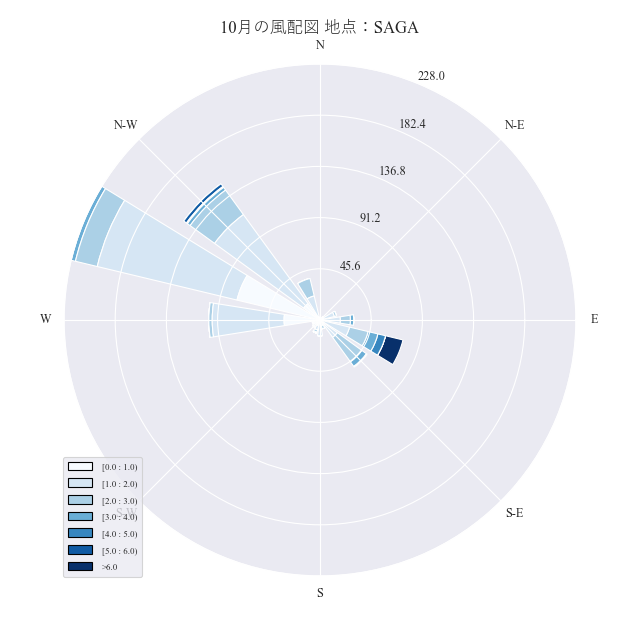 10月の風配図 地点：SAGA
N
228.0
N-W
N-E
182.4
136.8
91.2
45.6
W
E
[0.0 : 1.0)
[1.0 : 2.0)
[2.0 : 3.0)
S-W
[3.0 : 4.0)
S-E
[4.0 : 5.0)
[5.0 : 6.0)
>6.0
S